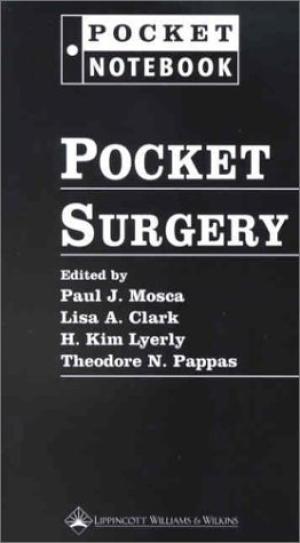 POCKET
NOTEBOOK
POCKET
SURGERY
Edited by
Paul J. Mosca
Lisa A. Clark
H. Kim Lyerly
Theodore N. Pappas
LIPPINCOTT WILLIAMS & WILKINS